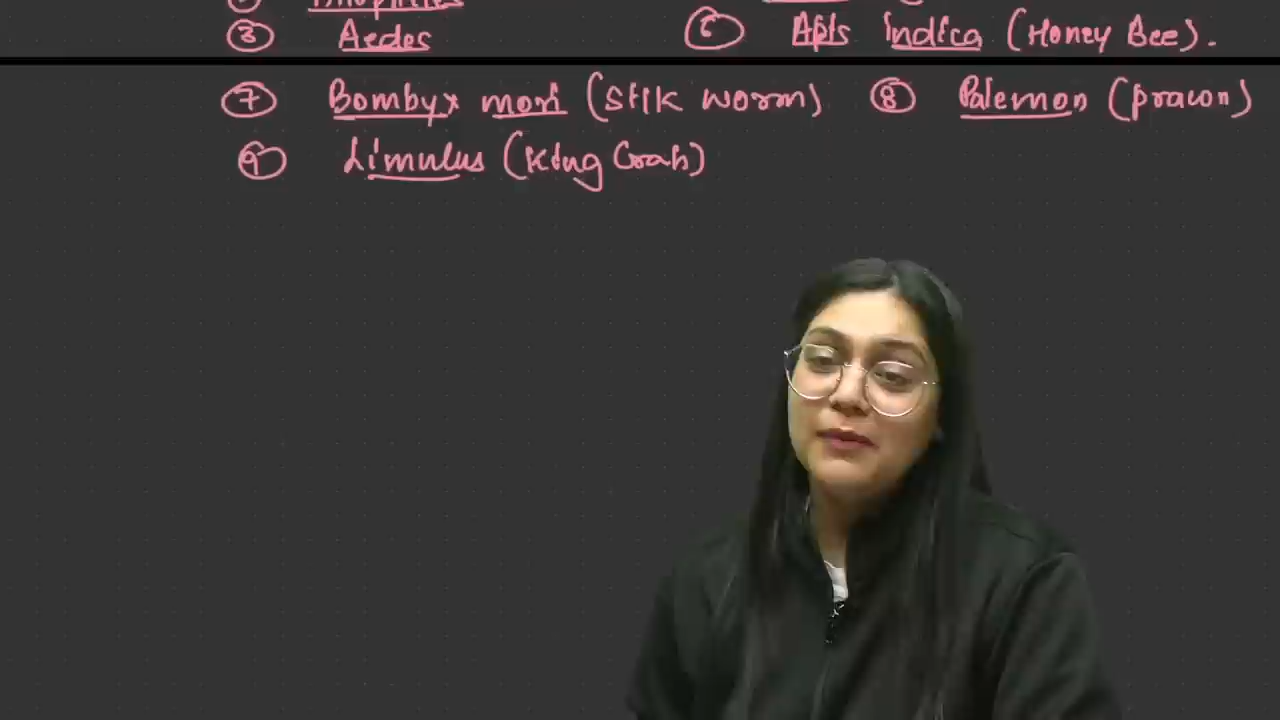 ③ Aedes ⑥ Apis indica (Honey Bee).
⑦ Bombyx mori (silk worm) ⑧ Palemon (prawn)
⑨ Limulus (King Crab)